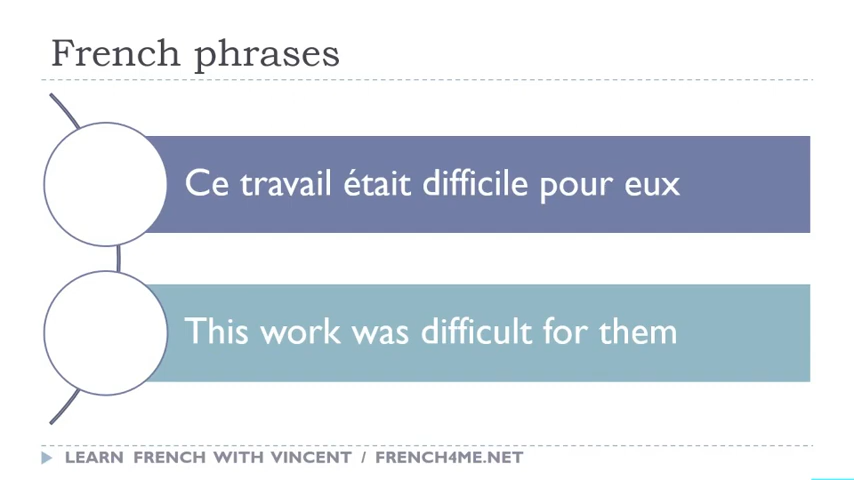 French phrases
Ce travail était difficile pour eux
This work was difficult for them
LEARN FRENCH WITH VINCENT / FRENCH4ME.NET